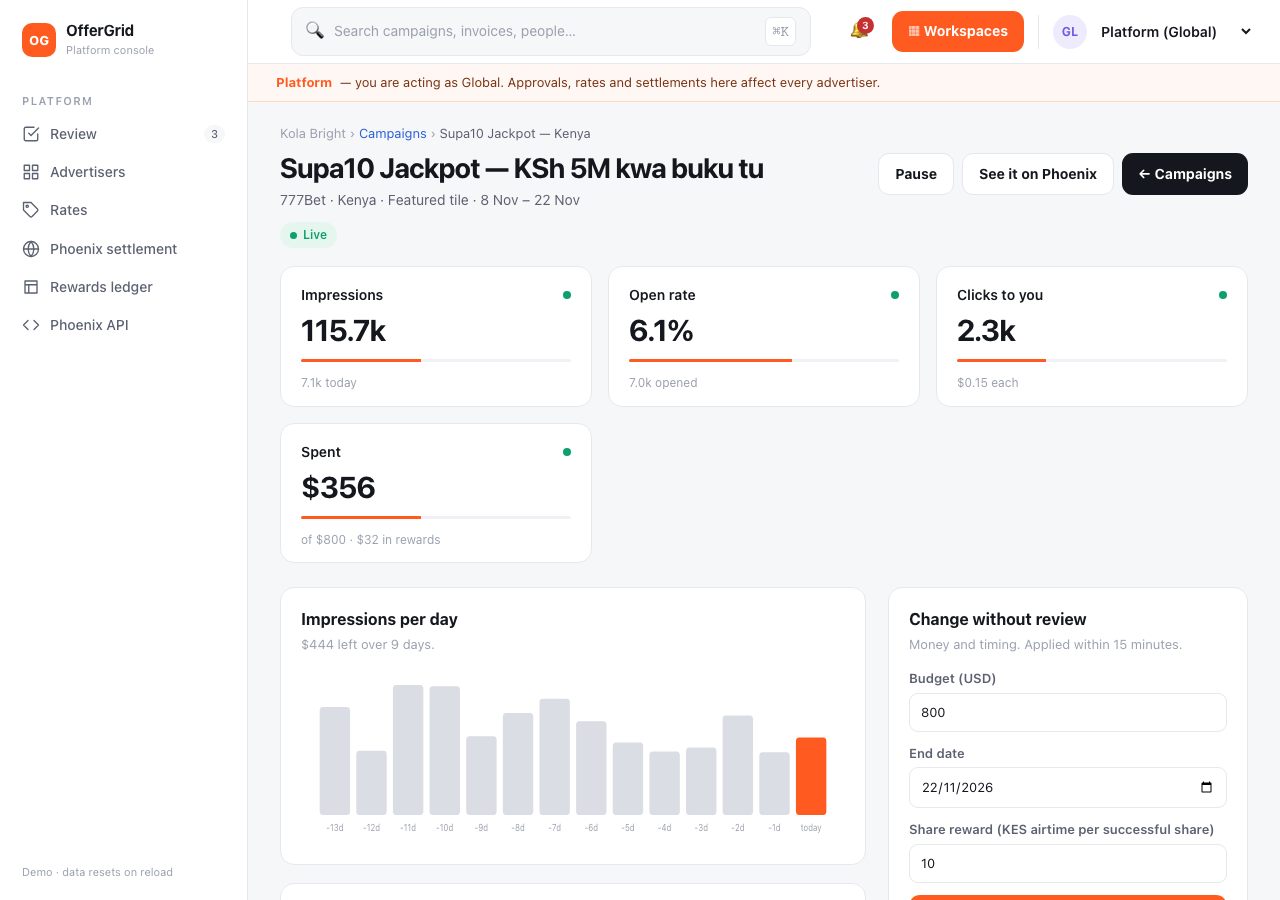 OG
OfferGrid
Platform console
PLATFORM
Review 3
Advertisers
Rates
Phoenix settlement
Rewards ledger
Phoenix API
Demo · data resets on reload
Search campaigns, invoices, people... ⌘K
3
Workspaces
GL Platform (Global)
Platform — you are acting as Global. Approvals, rates and settlements here affect every advertiser.
Kola Bright › Campaigns › Supa10 Jackpot — Kenya
Supa10 Jackpot — KSh 5M kwa buku tu
777Bet · Kenya · Featured tile · 8 Nov – 22 Nov
Live
Pause
See it on Phoenix
← Campaigns
Impressions
115.7k
7.1k today
Open rate
6.1%
7.0k opened
Clicks to you
2.3k
$0.15 each
Spent
$356
of $800 · $32 in rewards
Impressions per day
$444 left over 9 days.
-13d -12d -11d -10d -9d -8d -7d -6d -5d -4d -3d -2d -1d today
Change without review
Money and timing. Applied within 15 minutes.
Budget (USD)
800
End date
22/11/2026
Share reward (KES airtime per successful share)
10